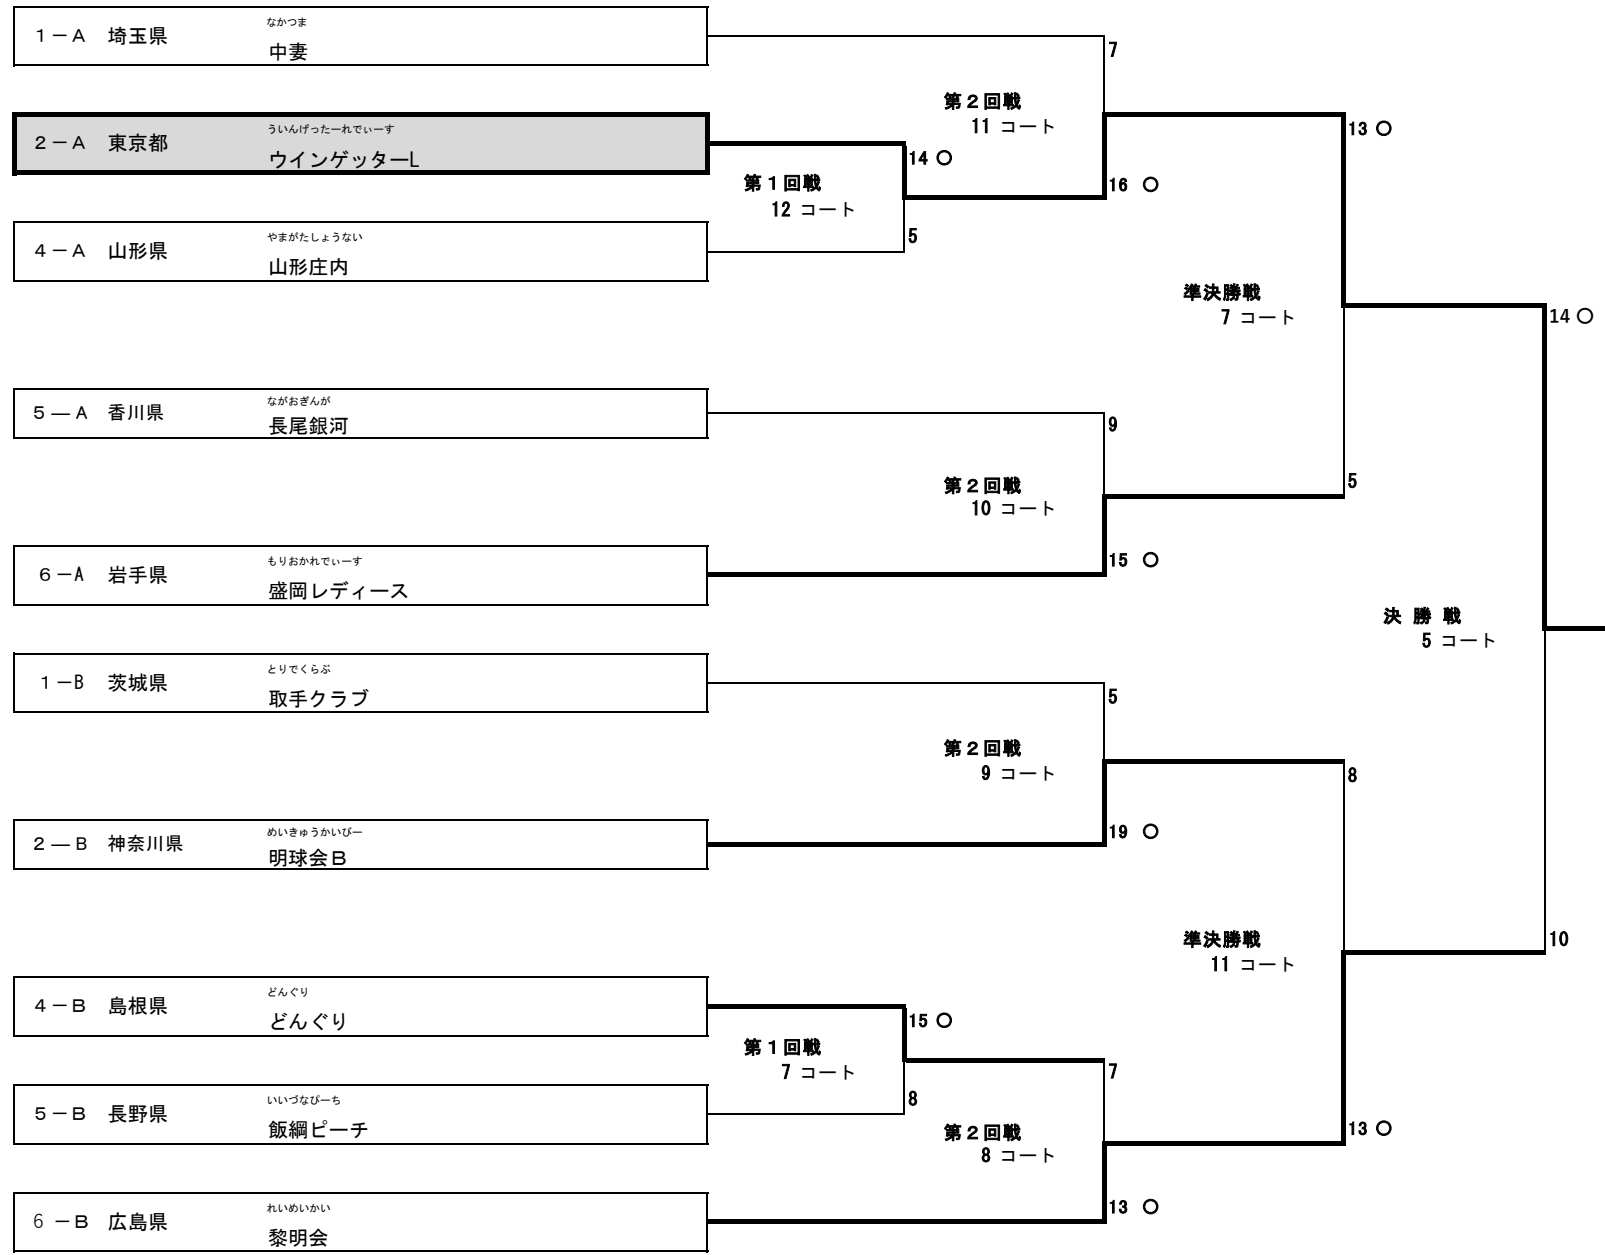 なかつま
1－A 埼玉県 中妻
7
第２回戦
11 コート
ういんげったーれでぃーす
2－A 東京都 ウインゲッターL
13 ○
14 ○
16 ○
第１回戦
12 コート
やまがたしょうない
4－A 山形県 山形庄内
5
準決勝戦
7 コート
14 ○
ながおぎんが
5―A 香川県 長尾銀河
9
第２回戦
10 コート
5
もりおかれでぃーす
6－A 岩手県 盛岡レディース
15 ○
決 勝 戦
5 コート
とりでくらぶ
1－B 茨城県 取手クラブ
5
第２回戦
9 コート
8
めいきゅうかいびー
2―B 神奈川県 明球会Ｂ
19 ○
準決勝戦
11 コート
10
どんぐり
4－B 島根県 どんぐり
15 ○
第１回戦
7 コート
7
いいづなぴーち
5－B 長野県 飯綱ピーチ
8
第２回戦
8 コート
13 ○
れいめいかい
6－B 広島県 黎明会
13 ○